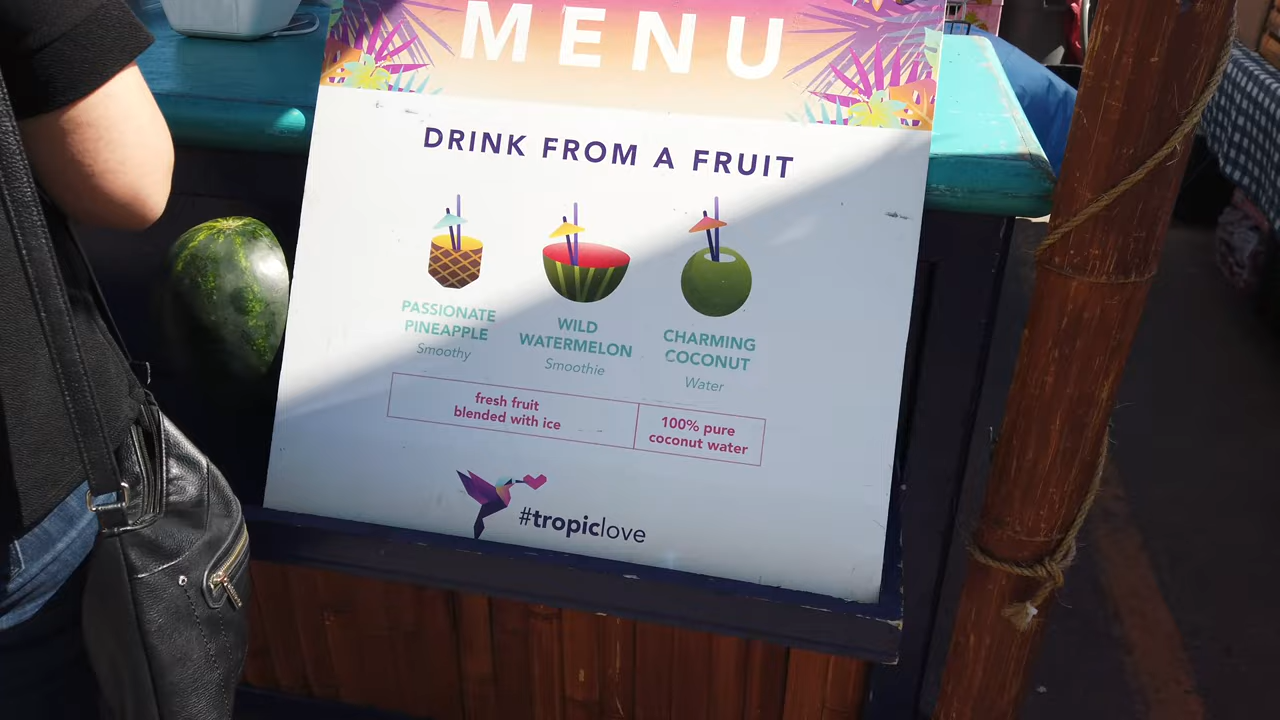 MENU
DRINK FROM A FRUIT
PASSIONATE
PINEAPPLE
Smoothy
WILD
WATERMELON
Smoothie
CHARMING
COCONUT
Water
fresh fruit
blended with ice
100% pure
coconut water
#tropiclove